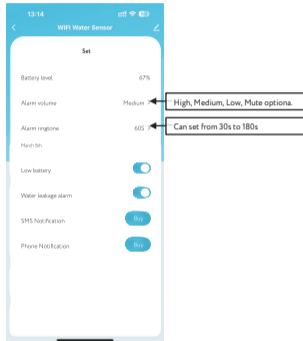 13:14
WIFI Water Sensor
Set
Battery level 67%
Alarm volume Medium
High, Medium, Low, Mute optiona.
Alarm ringtone 60S
Can set from 30s to 180s
Low battery
Water leakage alarm
SMS Notification Buy
Phone Notification Buy